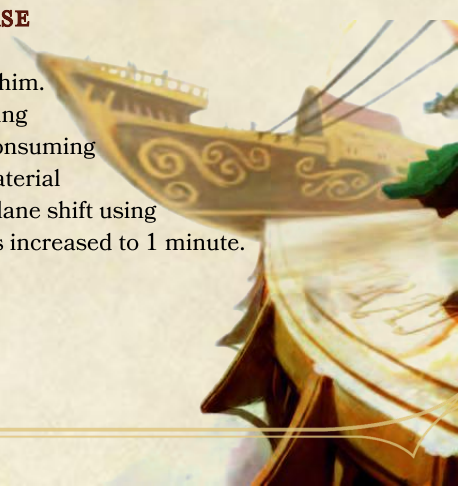 SE
him.
ng
onsuming
aterial
lane shift using
s increased to 1 minute.